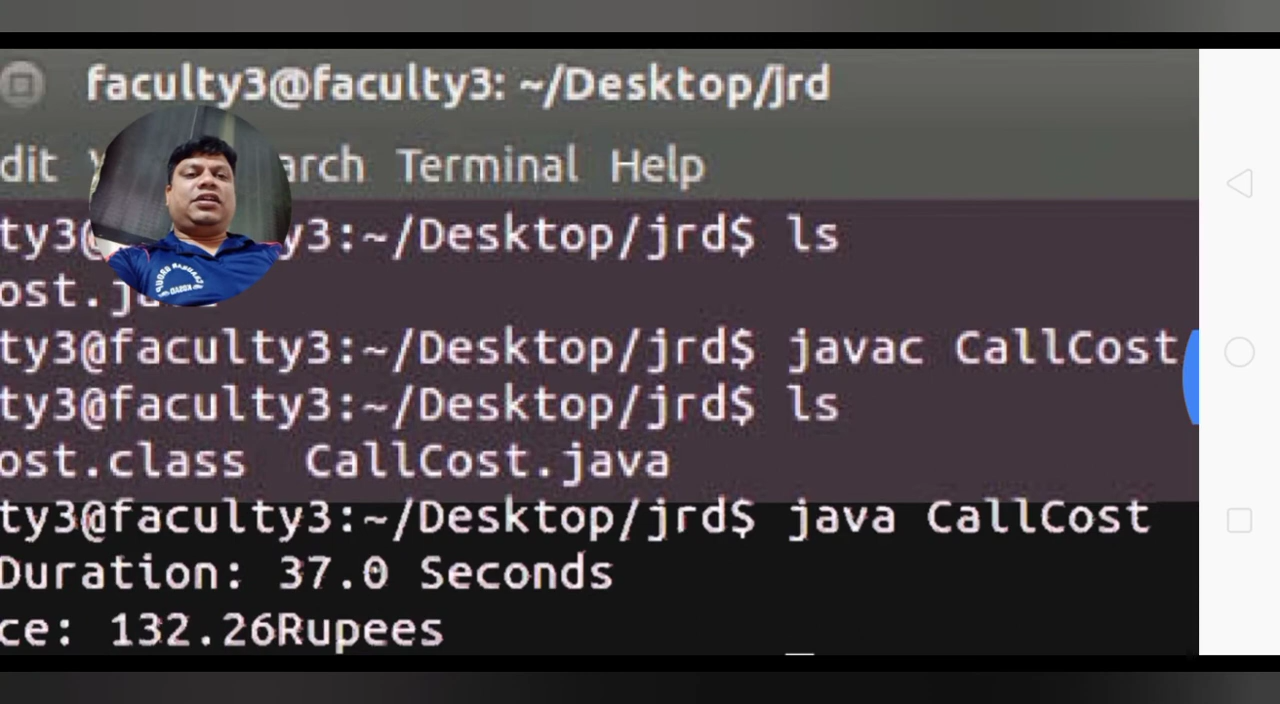 faculty3@faculty3: ~/Desktop/jrd
dit arch Terminal Help
ty3@ y3:~/Desktop/jrd$ ls
ost.ja
ty3@faculty3:~/Desktop/jrd$ javac CallCost
ty3@faculty3:~/Desktop/jrd$ ls
ost.class CallCost.java
ty3@faculty3:~/Desktop/jrd$ java CallCost
Duration: 37.0 Seconds
ce: 132.26Rupees